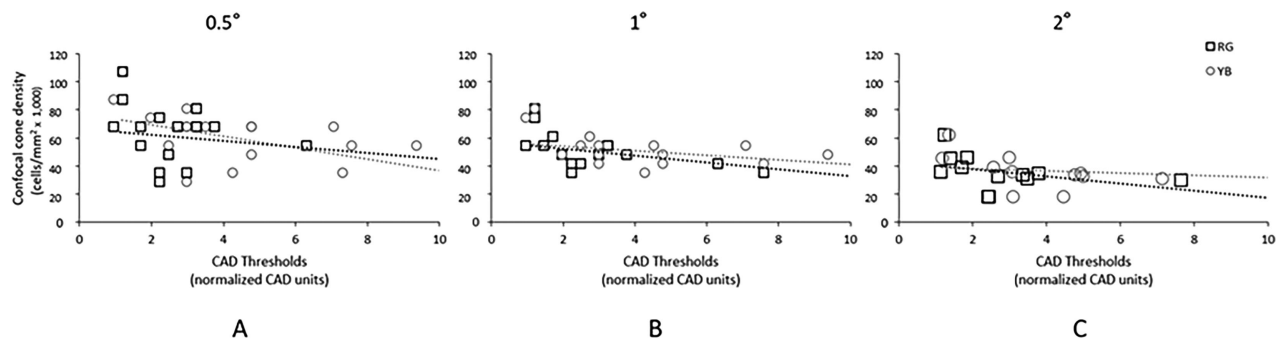 0.5°
1°
2°
RG
YB
Confocal cone density
(cells/mm² x 1,000)
120
100
80
60
40
20
0
0 2 4 6 8 10
CAD Thresholds
(normalized CAD units)
A
120
100
80
60
40
20
0
0 2 4 6 8 10
CAD Thresholds
(normalized CAD units)
B
120
100
80
60
40
20
0
0 2 4 6 8 10
CAD Thresholds
(normalized CAD units)
C